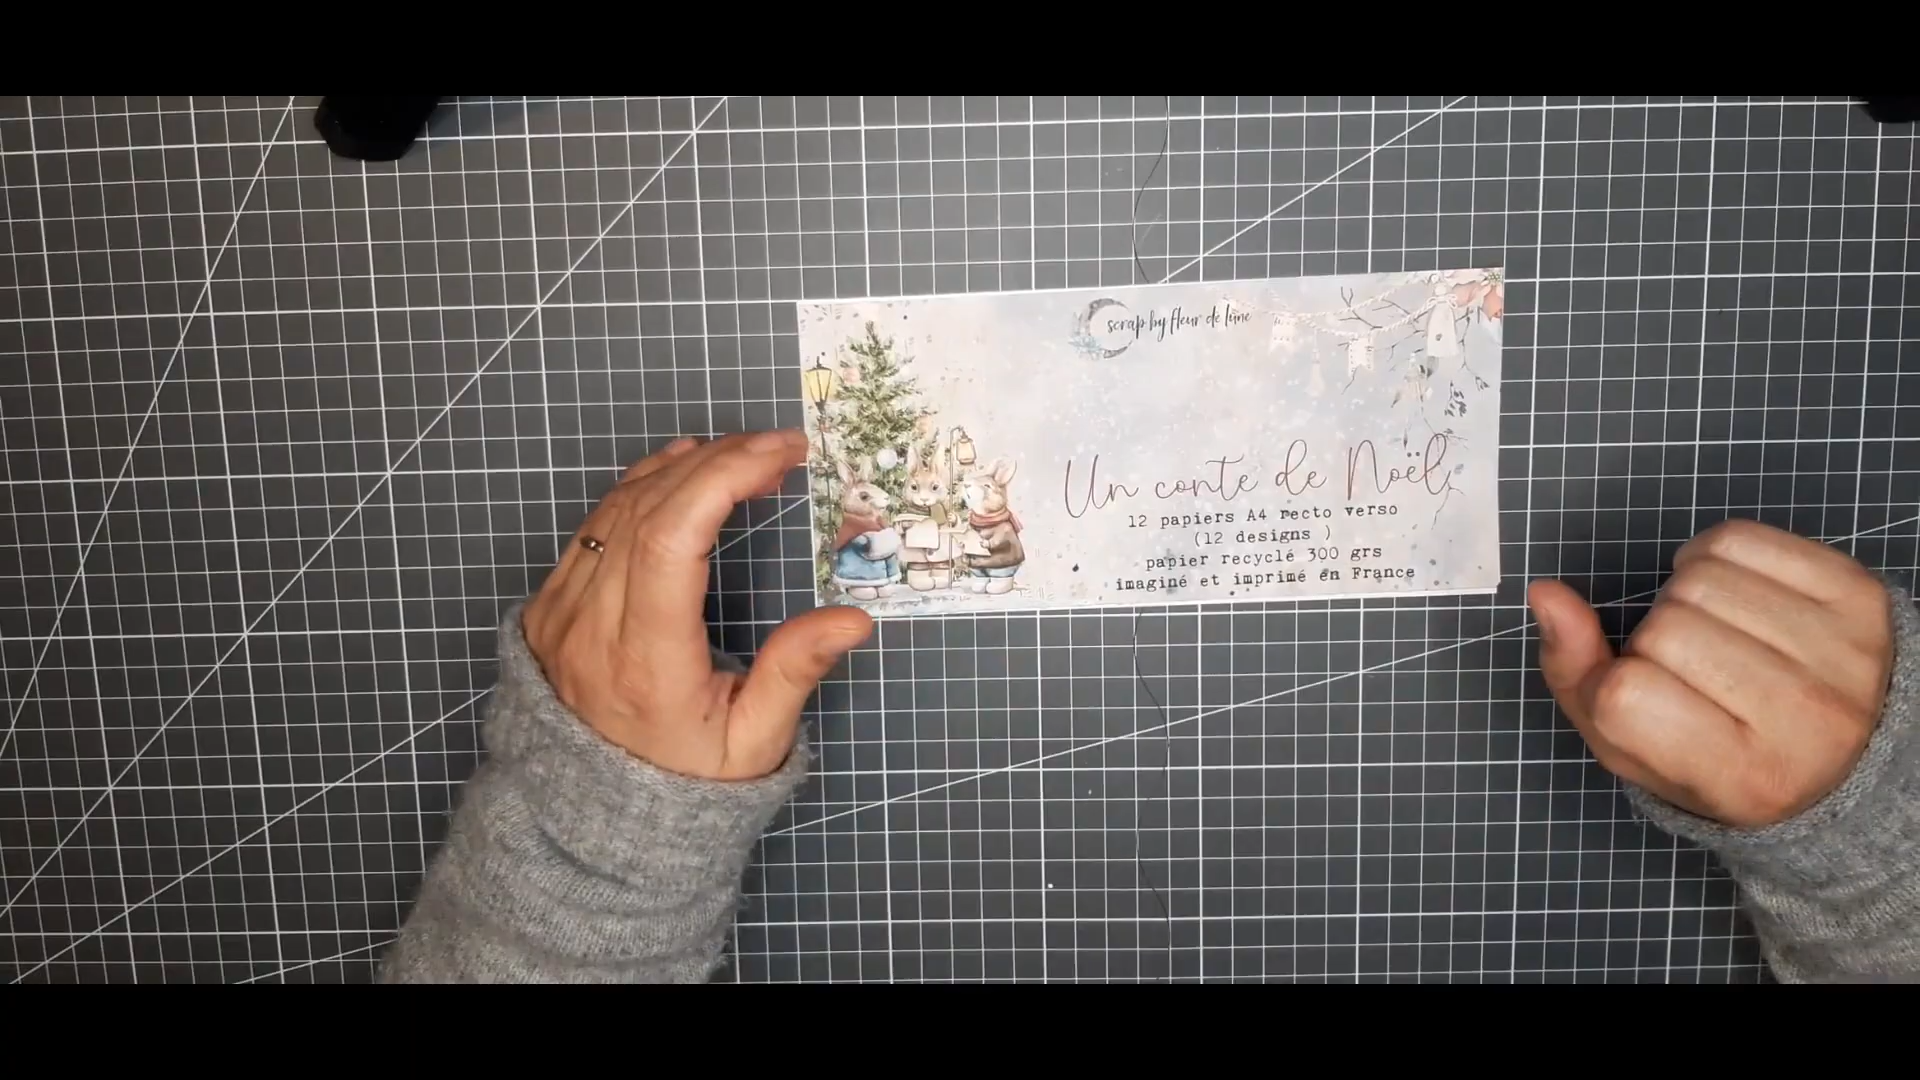 scrap by fleur de lune
Un conte de Noël
12 papiers A4 recto verso
(12 designs )
papier recyclé 300 grs
imaginé et imprimé en France